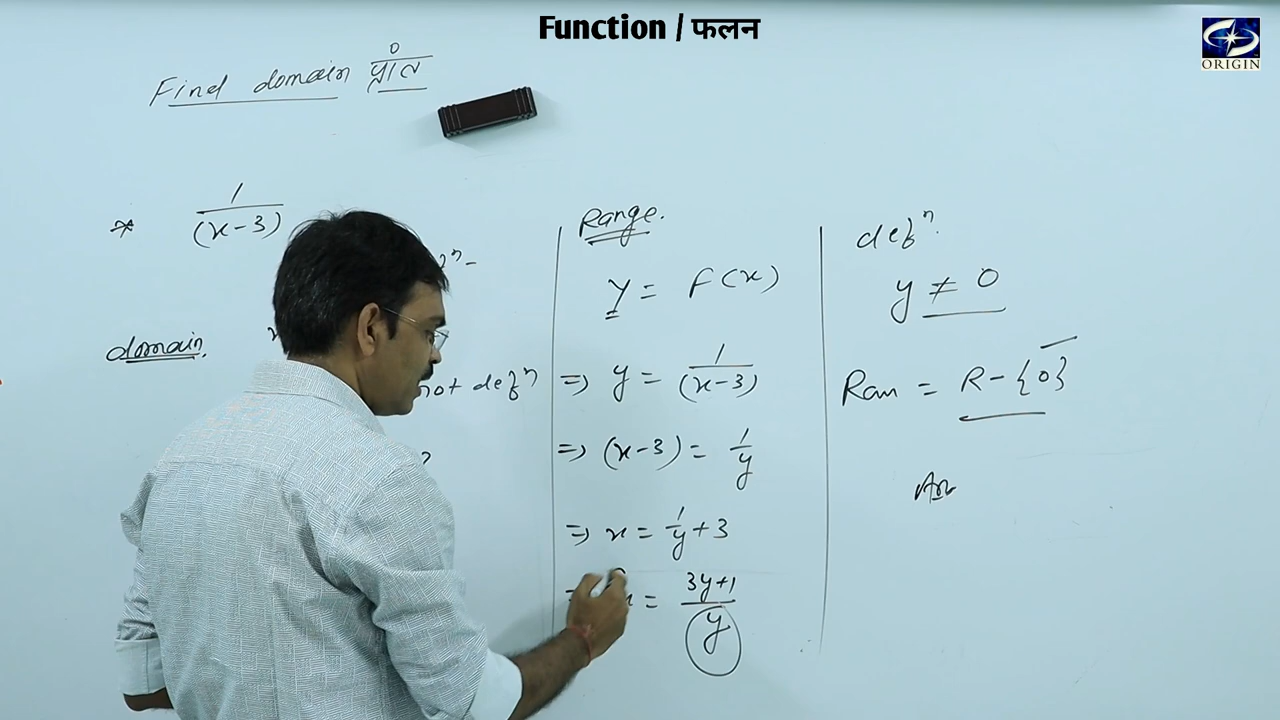 Function / फलन
ORIGIN
Find domain प्रांत
* 1/(x-3)
domain.
not defⁿ
Range.
y = F(x)
⇒ y = 1/(x-3)
⇒ (x-3) = 1/y
⇒ x = 1/y + 3
x = 3y+1/y
defⁿ.
y ≠ 0
Ran = R-{0}
Ans